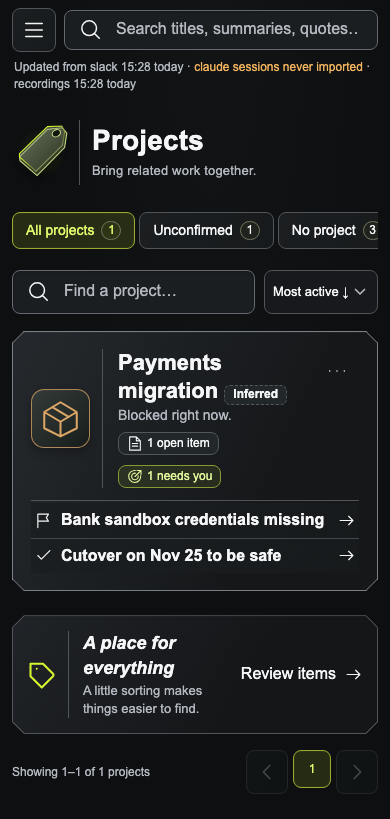 Search titles, summaries, quotes..
Updated from slack 15:28 today · claude sessions never imported ·
recordings 15:28 today
Projects
Bring related work together.
All projects 1
Unconfirmed 1
No project 3
Find a project...
Most active ↓
Payments
migration Inferred
...
Blocked right now.
1 open item
1 needs you
Bank sandbox credentials missing →
Cutover on Nov 25 to be safe →
A place for
everything
A little sorting makes
things easier to find.
Review items →
Showing 1–1 of 1 projects
1